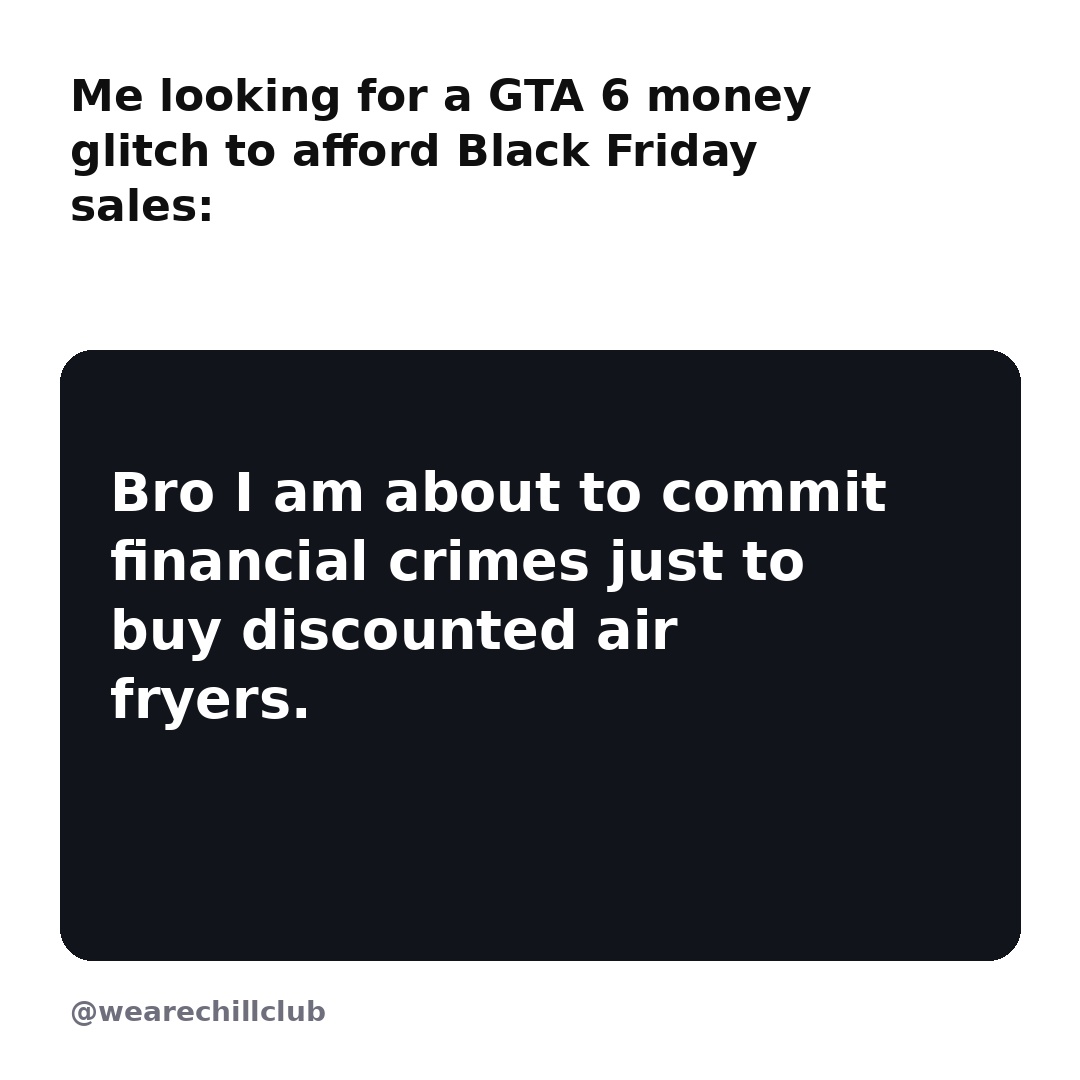 Me looking for a GTA 6 money
glitch to afford Black Friday
sales:
Bro I am about to commit
financial crimes just to
buy discounted air
fryers.
@wearechillclub